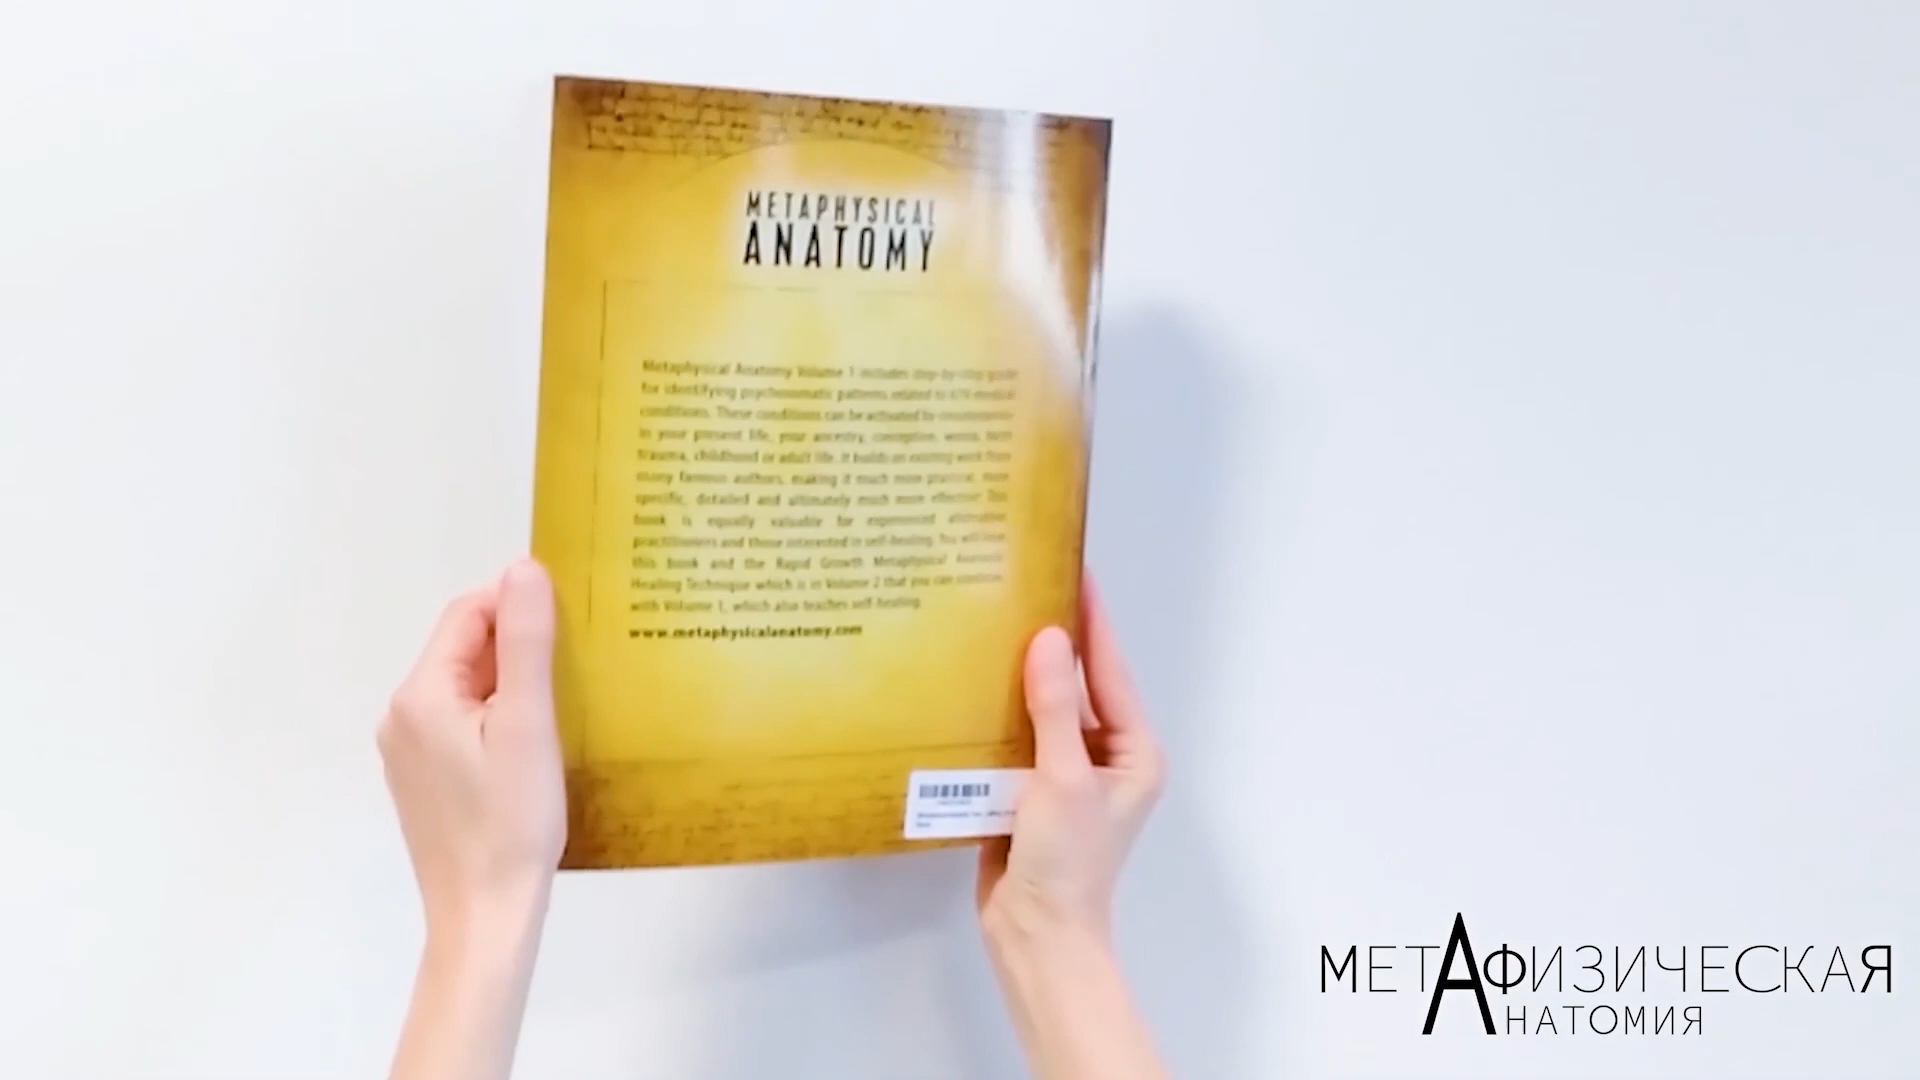 METAPHYSICAL
ANATOMY
Metaphysical Anatomy Volume 1 includes step-by-step guide
for identifying psychosomatic patterns related to 679 medical
conditions. These conditions can be activated by circumstances
in your present life, your ancestry, conception, womb, birth
trauma, childhood or adult life. It builds on existing work from
many famous authors, making it much more practical, more
specific, detailed and ultimately much more effective! This
book is equally valuable for experienced alternative
practitioners and those interested in self-healing. You will love
this book and the Rapid Growth Metaphysical Anatomy
Healing Technique which is in Volume 2 that you can combine
with Volume 1, which also teaches self-healing.
www.metaphysicalanatomy.com
МЕТАФИЗИЧЕСКАЯ
АНАТОМИЯ